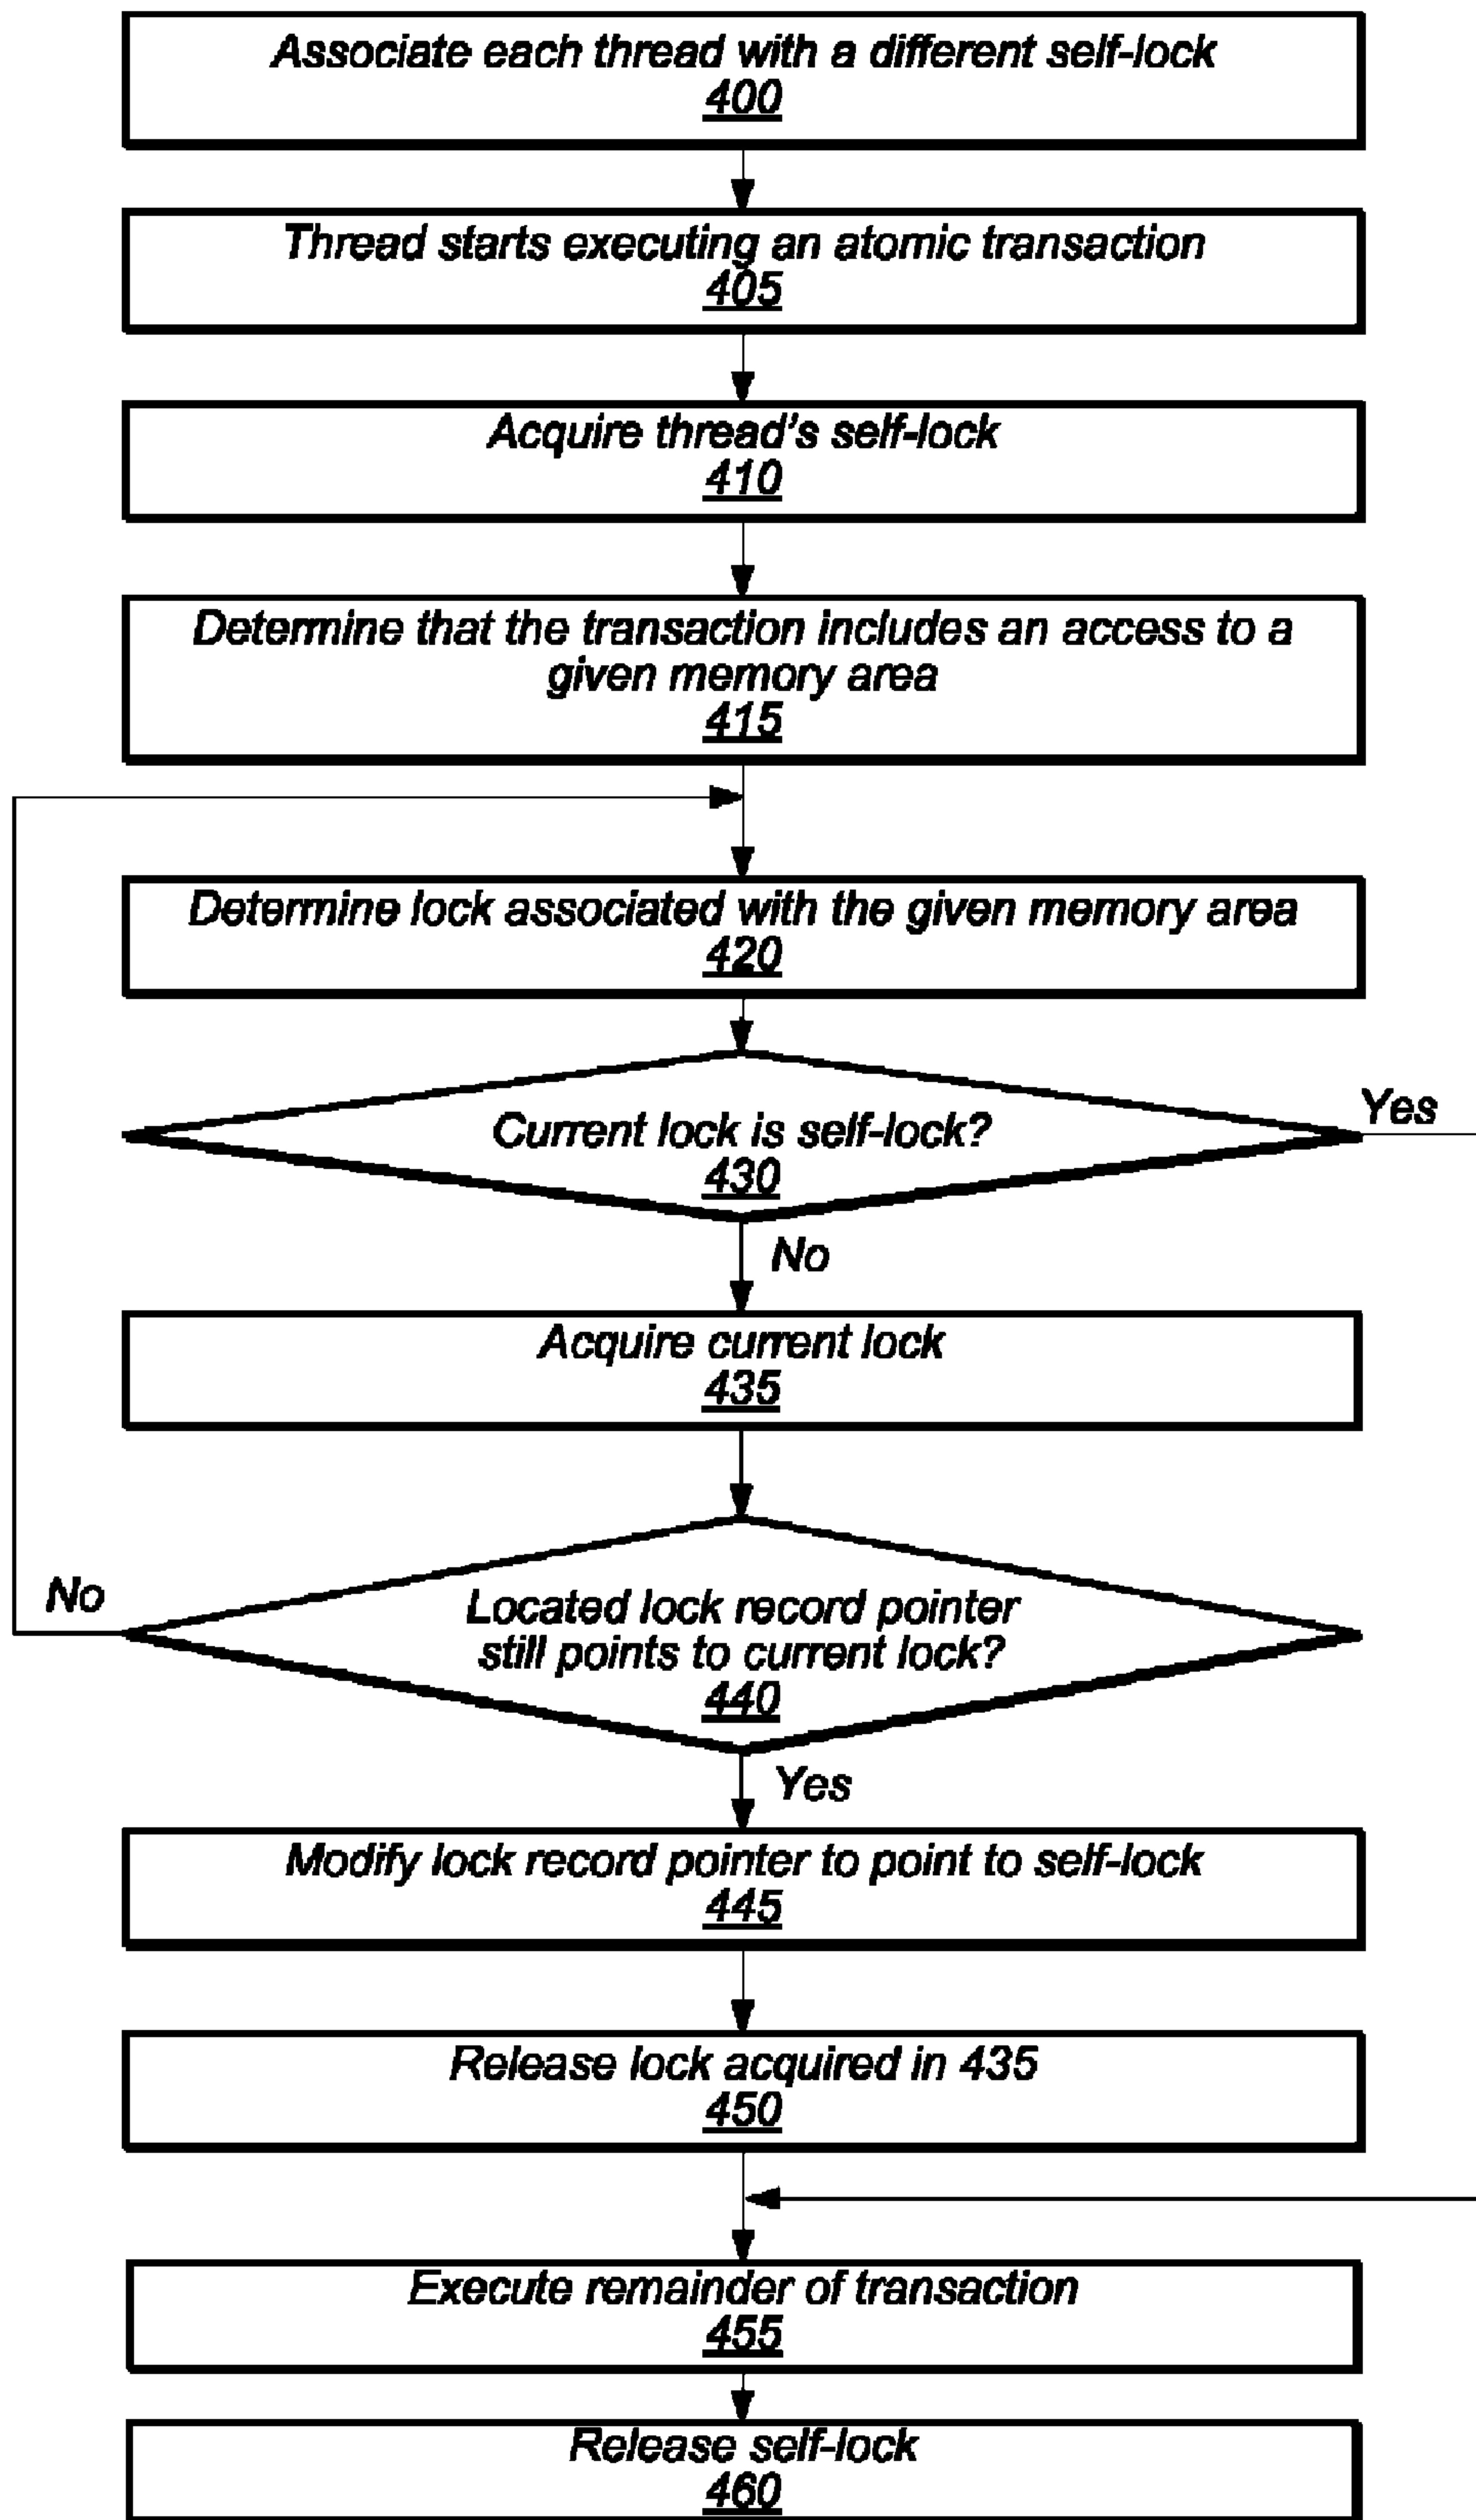 Associate each thread with a different self-lock
400
Thread starts executing an atomic transaction
405
Acquire thread's self-lock
410
Determine that the transaction includes an access to a
given memory area
415
Determine lock associated with the given memory area
420
Current lock is self-lock?
430
Yes
No
Acquire current lock
435
No
Located lock record pointer
still points to current lock?
440
Yes
Modify lock record pointer to point to self-lock
445
Release lock acquired in 435
450
Execute remainder of transaction
455
Release self-lock
460